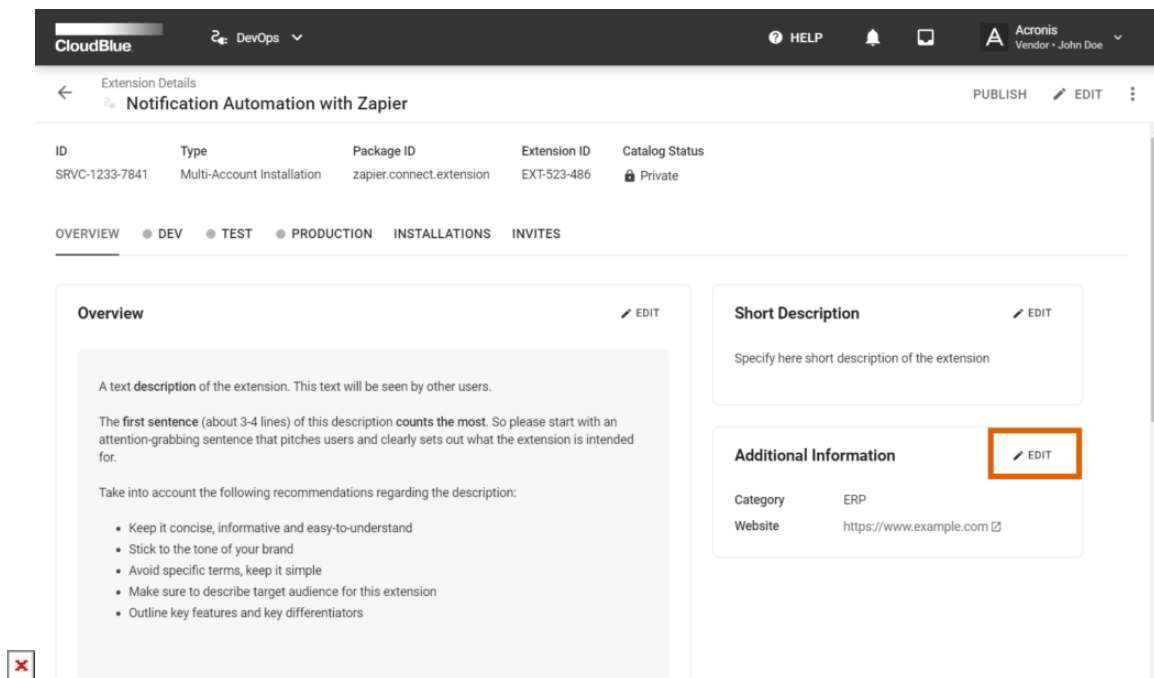 CloudBlue
DevOps
HELP
Acronis
Vendor • John Doe
Extension Details
Notification Automation with Zapier
PUBLISH
EDIT
ID
Type
Package ID
Extension ID
Catalog Status
SRVC-1233-7841
Multi-Account Installation
zapier.connect.extension
EXT-523-486
Private
OVERVIEW
DEV
TEST
PRODUCTION
INSTALLATIONS
INVITES
Overview
EDIT
A text description of the extension. This text will be seen by other users.
The first sentence (about 3-4 lines) of this description counts the most. So please start with an
attention-grabbing sentence that pitches users and clearly sets out what the extension is intended
for.
Take into account the following recommendations regarding the description:
• Keep it concise, informative and easy-to-understand
• Stick to the tone of your brand
• Avoid specific terms, keep it simple
• Make sure to describe target audience for this extension
• Outline key features and key differentiators
Short Description
EDIT
Specify here short description of the extension
Additional Information
EDIT
Category ERP
Website https://www.example.com